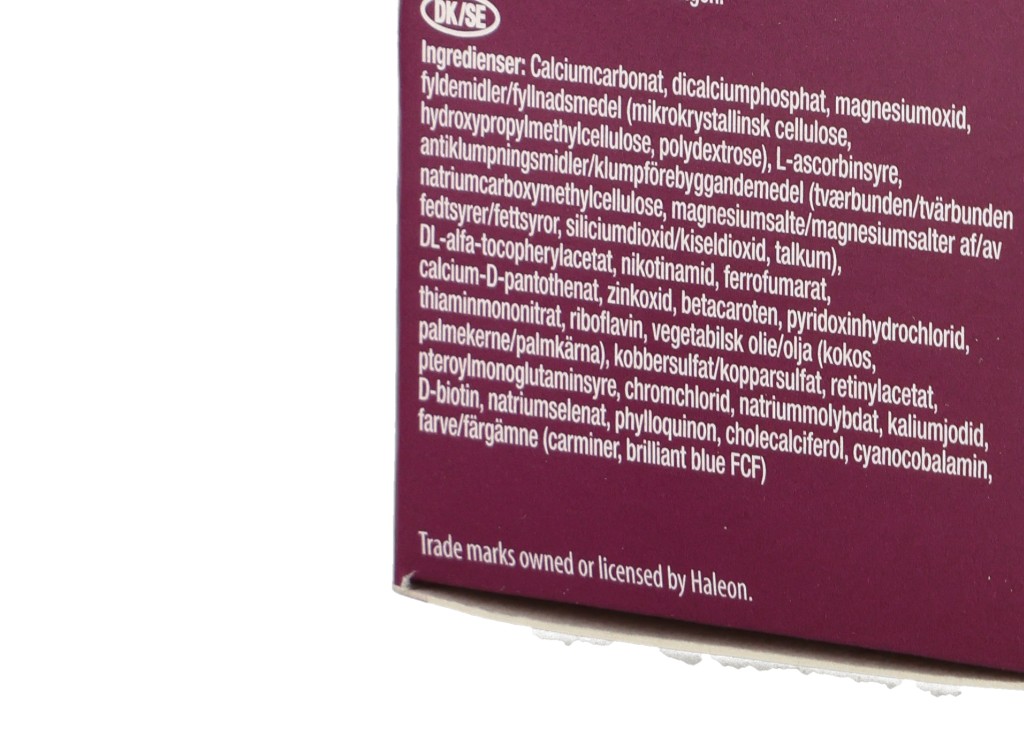 DK/SE
Ingredienser: Calciumcarbonat, dicalciumphosphat, magnesiumoxid,
fyldemidler/fyllnadsmedel (mikrokrystallinsk cellulose,
hydroxypropylmethylcellulose, polydextrose), L-ascorbinsyre,
antiklumpningsmidler/klumpförebyggandemedel (tværbunden/tvärbunden
natriumcarboxymethylcellulose, magnesiumsalte/magnesiumsalter af/av
fedtsyrer/fettsyror, siliciumdioxid/kiseldioxid, talkum),
DL-alfa-tocopherylacetat, nikotinamid, ferrofumarat,
calcium-D-pantothenat, zinkoxid, betacaroten, pyridoxinhydrochlorid,
thiaminmononitrat, riboflavin, vegetabilsk olie/olja (kokos,
palmekerne/palmkärna), kobbersulfat/kopparsulfat, retinylacetat,
pteroylmonoglutaminsyre, chromchlorid, natriummolybdat, kaliumjodid,
D-biotin, natriumselenat, phylloquinon, cholecalciferol, cyanocobalamin,
farve/färgämne (carminer, brilliant blue FCF)
Trade marks owned or licensed by Haleon.